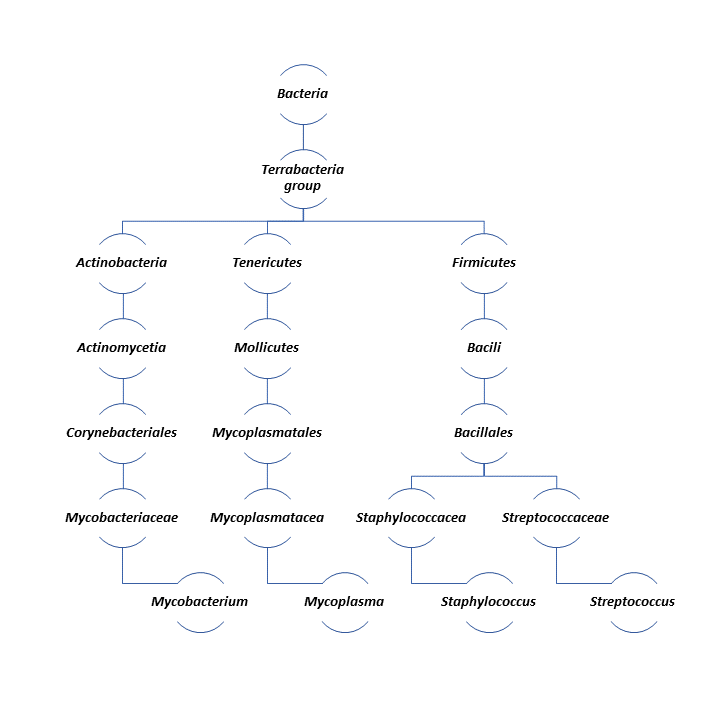 Bacteria
Terrabacteria
group
Actinobacteria
Tenericutes
Firmicutes
Actinomycetia
Mollicutes
Bacili
Corynebacteriales
Mycoplasmatales
Bacillales
Mycobacteriaceae
Mycoplasmatacea
Staphylococcacea
Streptococcaceae
Mycobacterium
Mycoplasma
Staphylococcus
Streptococcus